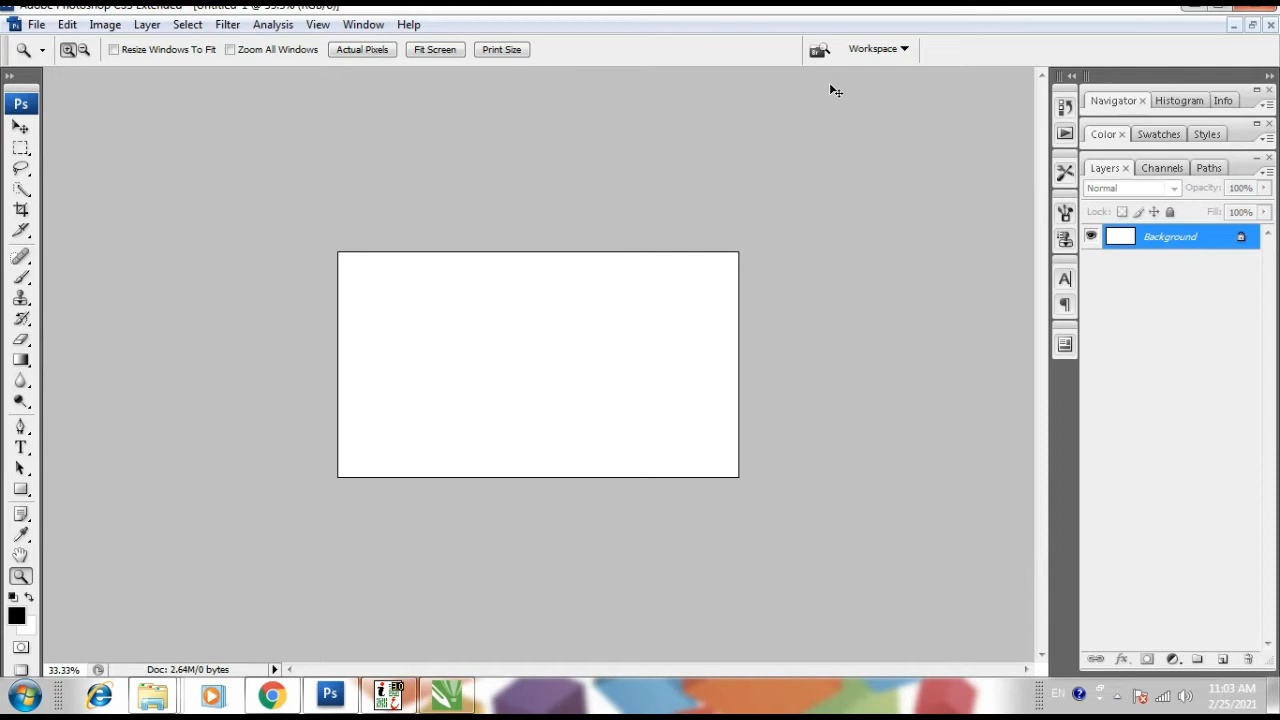 Adobe Photoshop CS3 Extended - [Untitled-1 @ 33.3% (RGB/8)]
File Edit Image Layer Select Filter Analysis View Window Help
Resize Windows To Fit Zoom All Windows Actual Pixels Fit Screen Print Size Workspace
Ps
Navigator Histogram Info
Color Swatches Styles
Layers Channels Paths
Normal Opacity: 100%
Lock: Fill: 100%
Background
33.33% Doc: 2.64M/0 bytes
EN 11:03 AM
2/25/2021